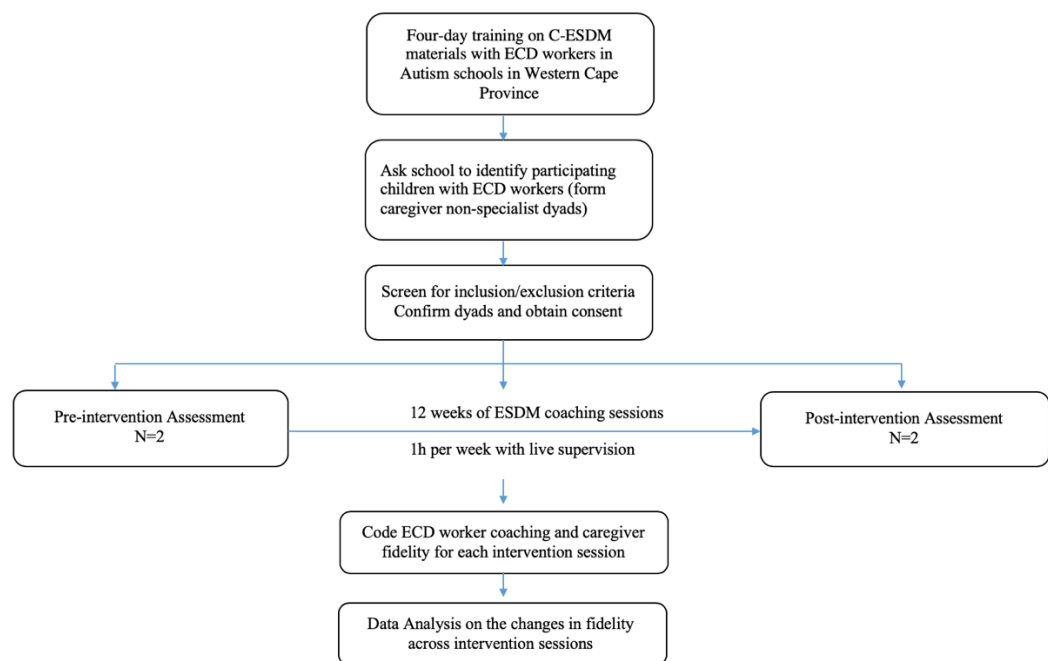 Four-day training on C-ESDM
materials with ECD workers in
Autism schools in Western Cape
Province
Ask school to identify participating
children with ECD workers (form
caregiver non-specialist dyads)
Screen for inclusion/exclusion criteria
Confirm dyads and obtain consent
Pre-intervention Assessment
N=2
12 weeks of ESDM coaching sessions
1h per week with live supervision
Post-intervention Assessment
N=2
Code ECD worker coaching and caregiver
fidelity for each intervention session
Data Analysis on the changes in fidelity
across intervention sessions